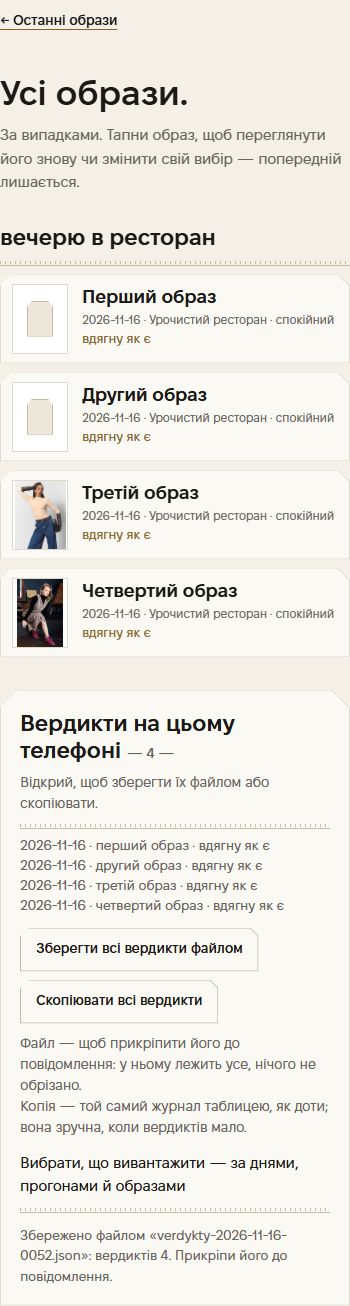 ← Останні образи
Усі образи.
За випадками. Тапни образ, щоб переглянути
його знову чи змінити свій вибір — попередній
лишається.
вечерю в ресторан
Перший образ
2026-11-16 · Урочистий ресторан · спокійний
вдягну як є
Другий образ
2026-11-16 · Урочистий ресторан · спокійний
вдягну як є
Третій образ
2026-11-16 · Урочистий ресторан · спокійний
вдягну як є
Четвертий образ
2026-11-16 · Урочистий ресторан · спокійний
вдягну як є
Вердикти на цьому
телефоні — 4 —
Відкрий, щоб зберегти їх файлом або
скопіювати.
2026-11-16 · перший образ · вдягну як є
2026-11-16 · другий образ · вдягну як є
2026-11-16 · третій образ · вдягну як є
2026-11-16 · четвертий образ · вдягну як є
Зберегти всі вердикти файлом
Скопіювати всі вердикти
Файл — щоб прикріпити його до
повідомлення: у ньому лежить усе, нічого не
обрізано.
Копія — той самий журнал таблицею, як доти;
вона зручна, коли вердиктів мало.
Вибрати, що вивантажити — за днями,
прогонами й образами
Збережено файлом «verdykty-2026-11-16-
0052.json»: вердиктів 4. Прикріпи його до
повідомлення.